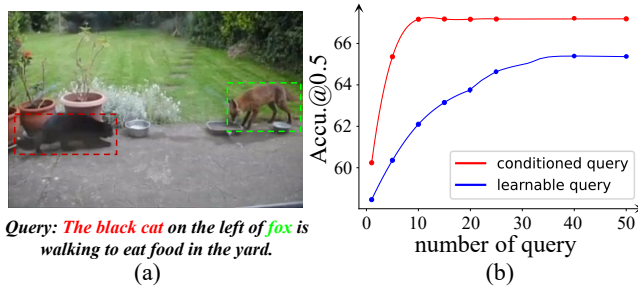 Query: The black cat on the left of fox is
walking to eat food in the yard.
(a)
Accu.@0.5
66
64
62
60
conditioned query
learnable query
0 10 20 30 40 50
number of query
(b)